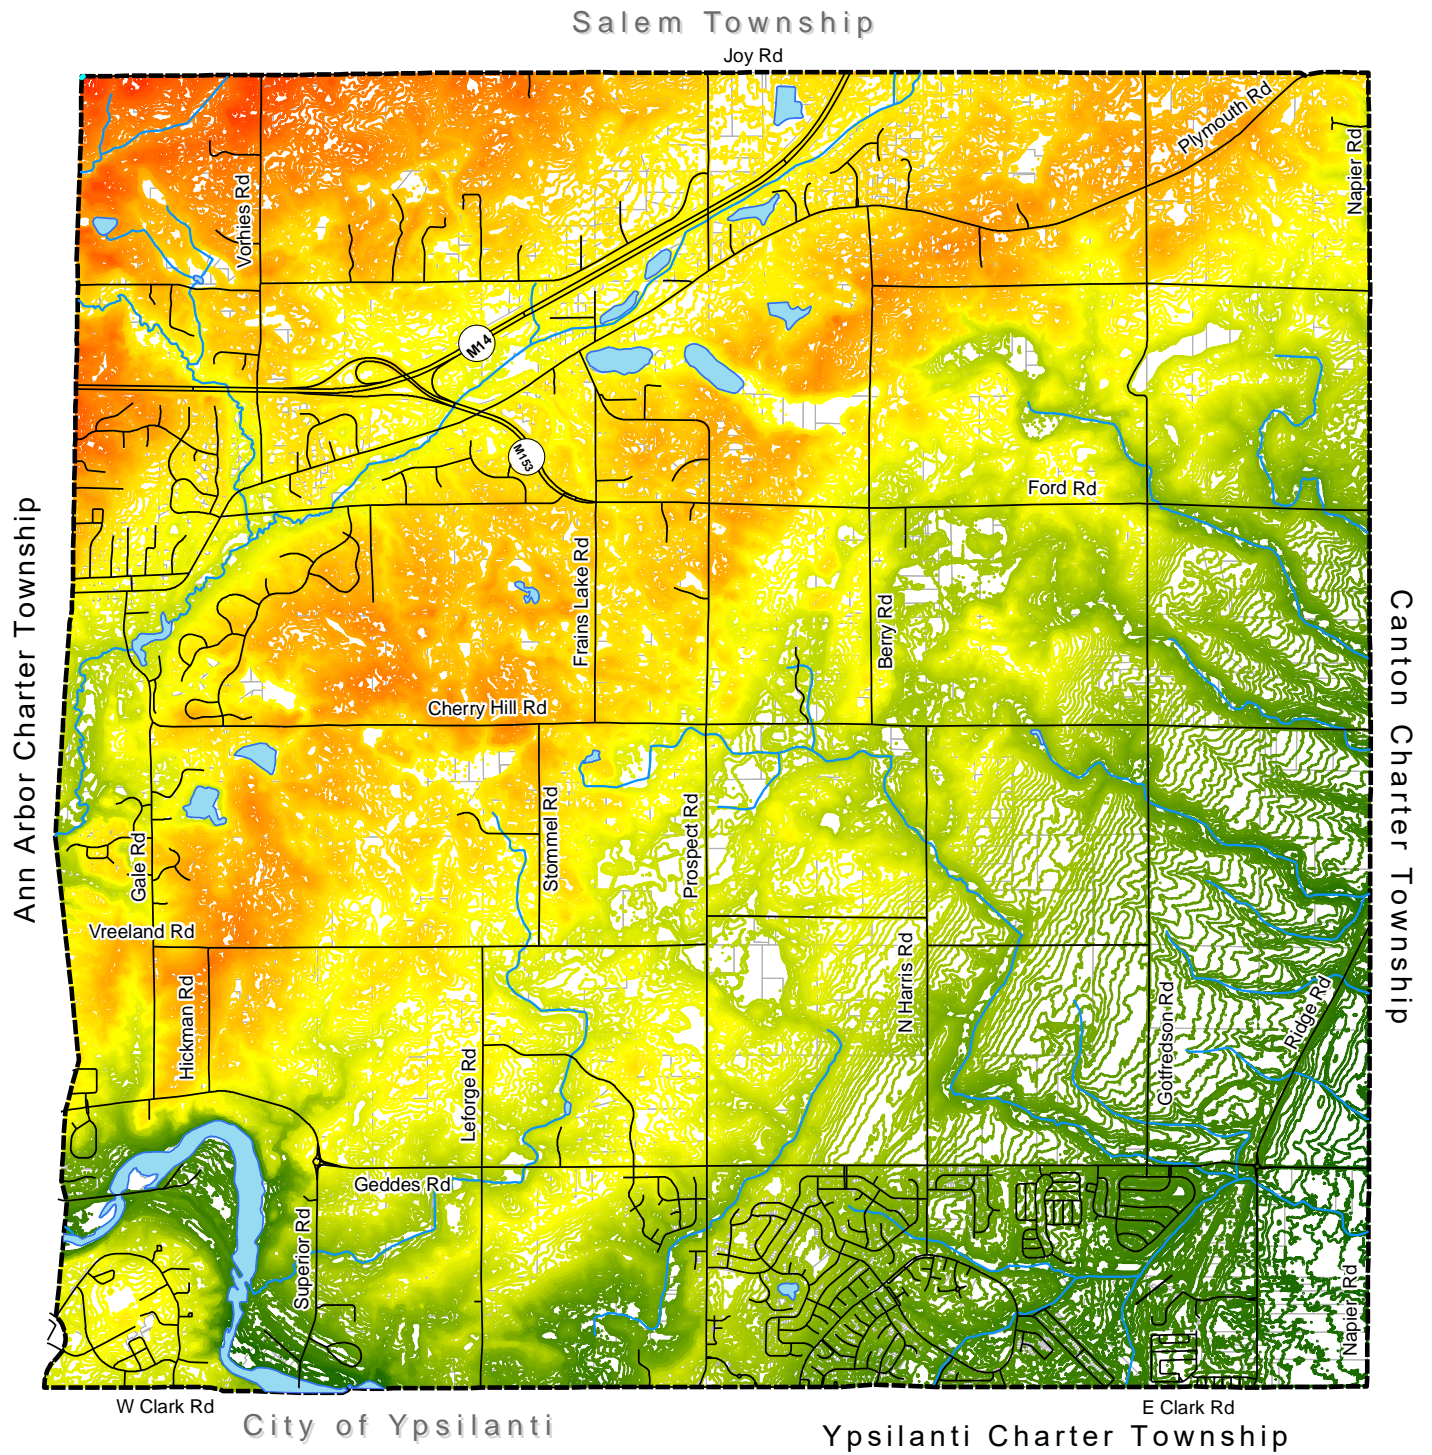 Salem Township
Joy Rd
Plymouth Rd
Napier Rd
Vorhies Rd
M14
M153
Ford Rd
Ann Arbor Charter Township
Canton Charter Township
Frains Lake Rd
Berry Rd
Cherry Hill Rd
Stommel Rd
Prospect Rd
Gale Rd
Vreeland Rd
N Harris Rd
Hickman Rd
Gotfredson Rd
Ridge Rd
Leforge Rd
Geddes Rd
Superior Rd
Napier Rd
W Clark Rd
E Clark Rd
City of Ypsilanti
Ypsilanti Charter Township